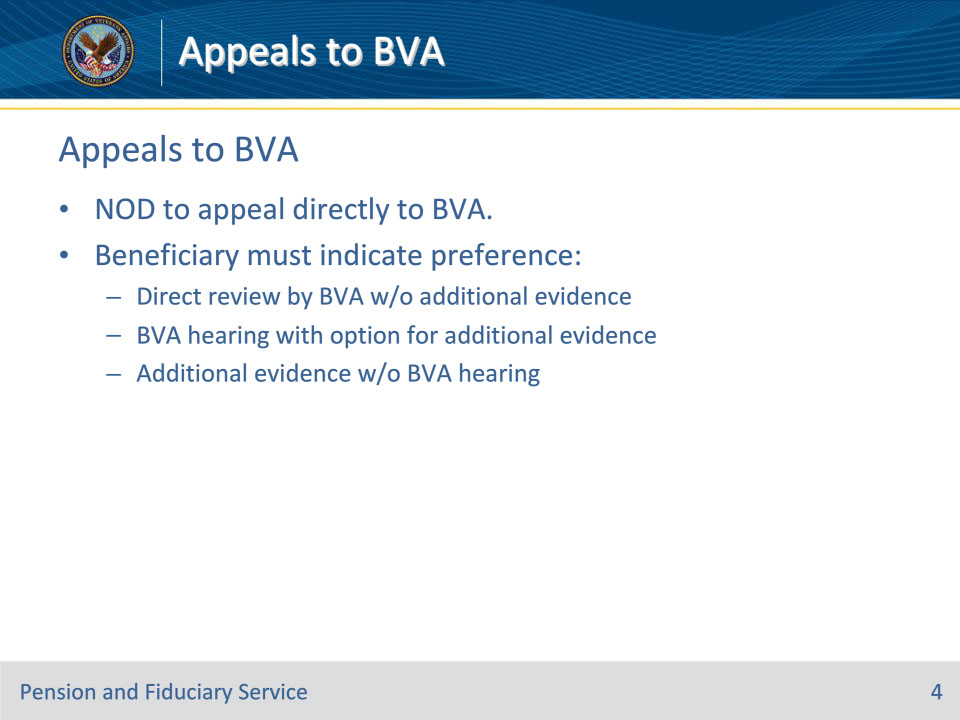 Appeals to BVA
Appeals to BVA
• NOD to appeal directly to BVA.
• Beneficiary must indicate preference:
– Direct review by BVA w/o additional evidence
– BVA hearing with option for additional evidence
– Additional evidence w/o BVA hearing
Pension and Fiduciary Service
4